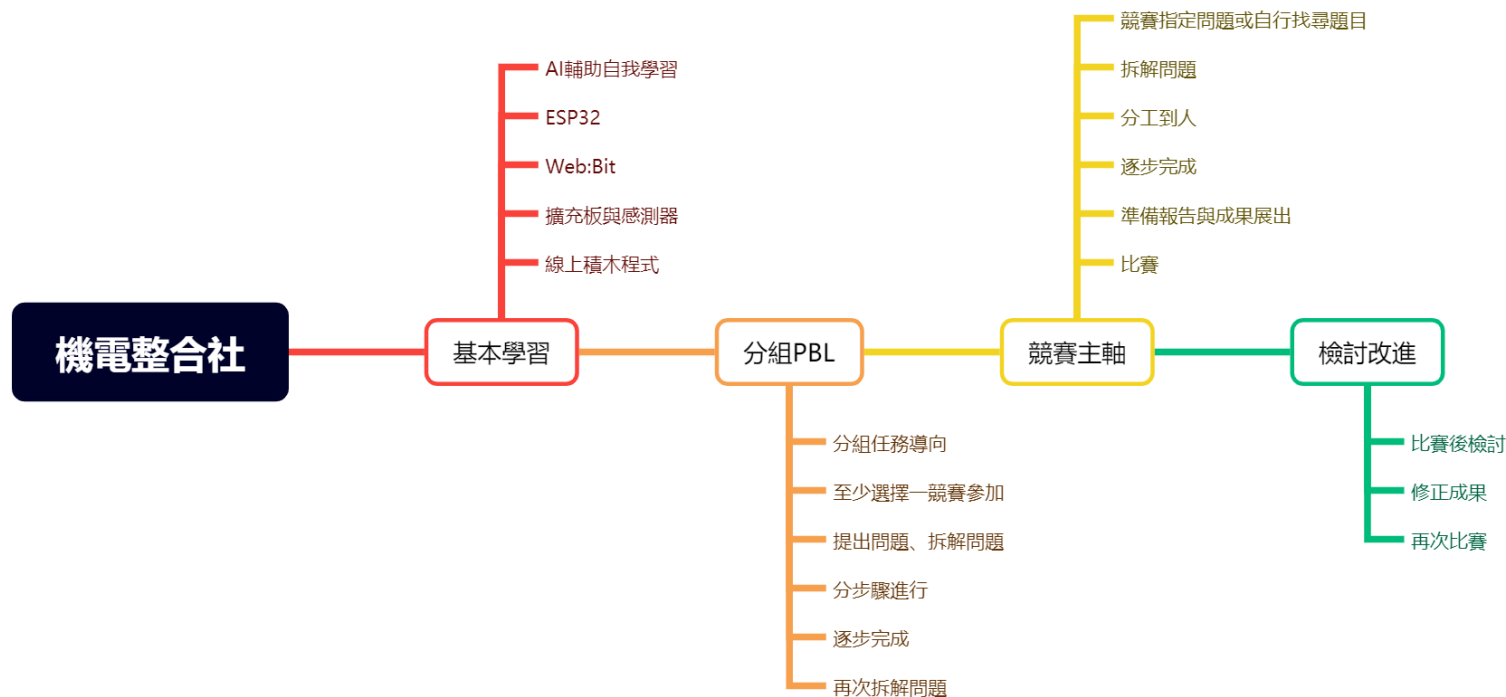 機電整合社
基本學習
AI輔助自我學習
ESP32
Web:Bit
擴充板與感測器
線上積木程式
分組PBL
分組任務導向
至少選擇一競賽參加
提出問題、拆解問題
分步驟進行
逐步完成
再次拆解問題
競賽主軸
競賽指定問題或自行找尋題目
拆解問題
分工到人
逐步完成
準備報告與成果展出
比賽
檢討改進
比賽後檢討
修正成果
再次比賽